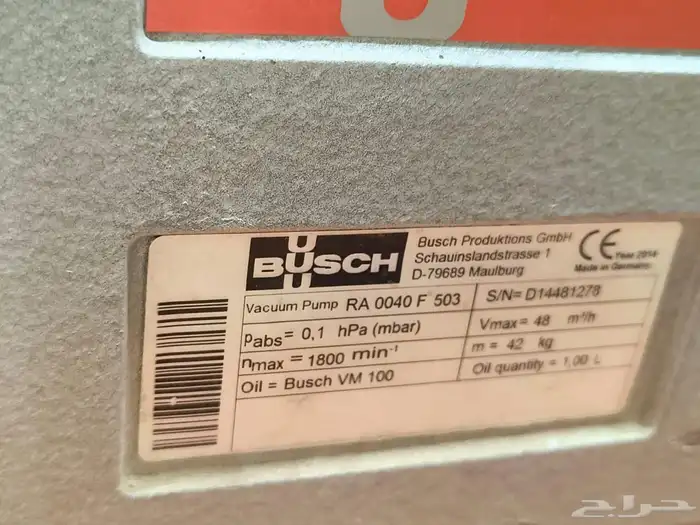 BUSCH
Busch Produktions GmbH
Schauinslandstrasse 1
D-79689 Maulburg
CE Year 2014
Made in Germany
Vacuum Pump RA 0040 F 503
S/N= D14481278
Pabs= 0,1 hPa (mbar)
Vmax= 48 m³/h
nmax = 1800 min-1
m = 42 kg
Oil = Busch VM 100
Oil quantity = 1,00 L
حراج